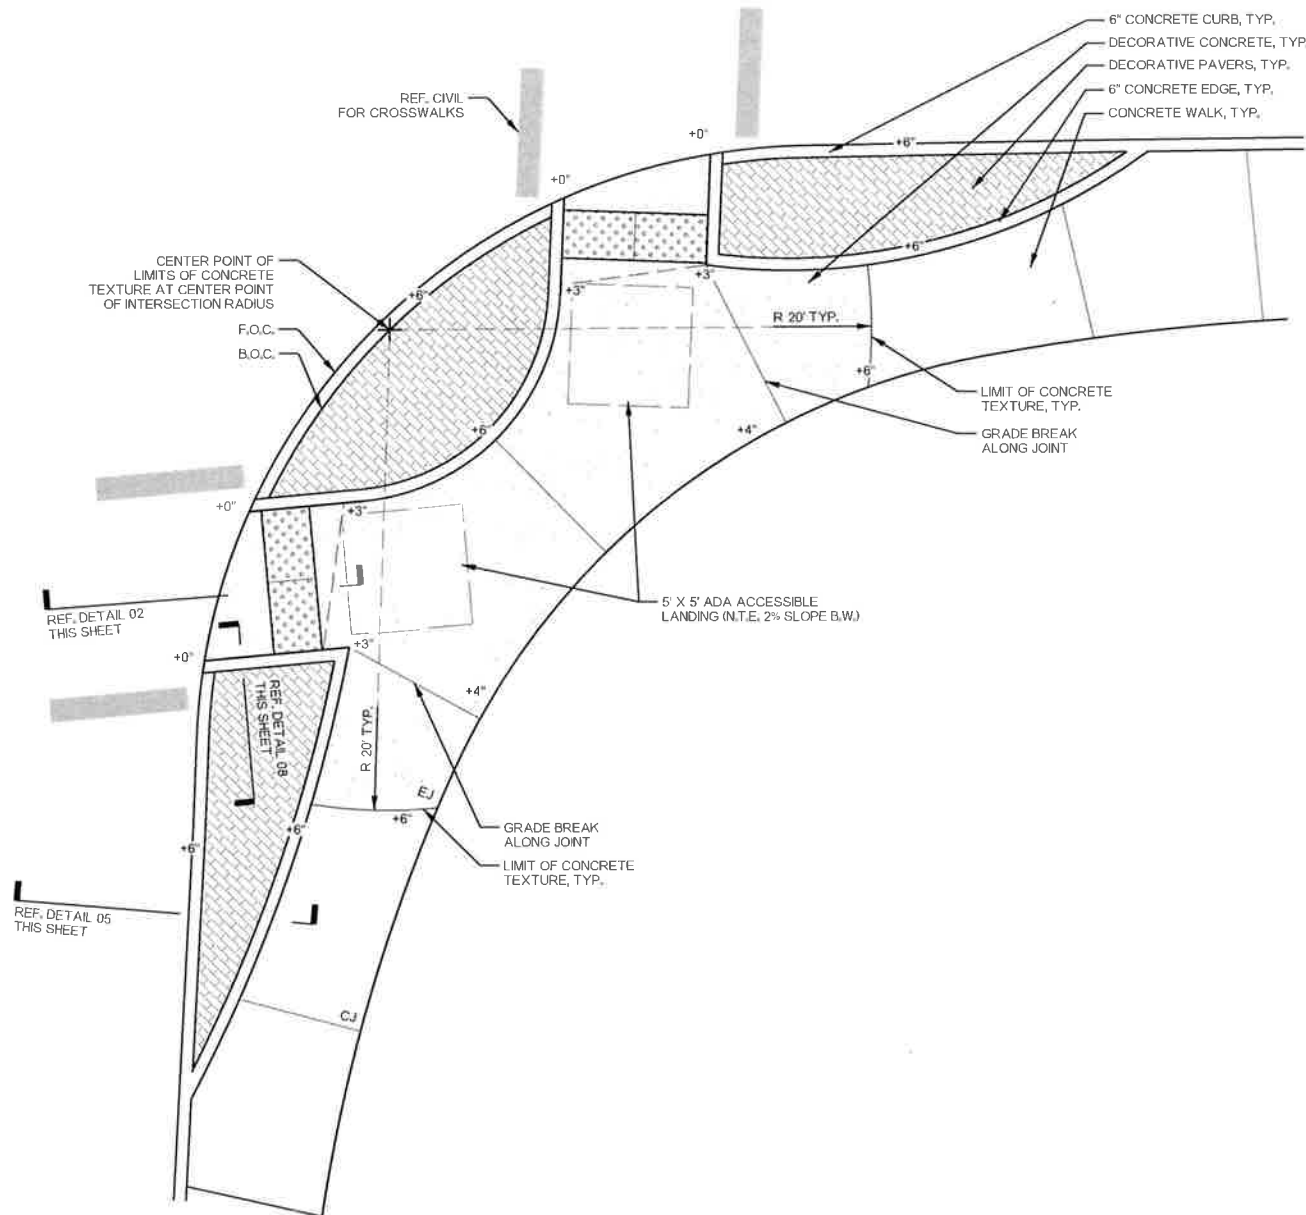 6" CONCRETE CURB, TYP.
DECORATIVE CONCRETE, TYP
DECORATIVE PAVERS, TYP.
6" CONCRETE EDGE, TYP.
CONCRETE WALK, TYP.
REF. CIVIL
FOR CROSSWALKS
+0"
+6"
+0"
CENTER POINT OF
LIMITS OF CONCRETE
TEXTURE AT CENTER POINT
OF INTERSECTION RADIUS
+6"
+3"
+3"
+6"
F.O.C.
R 20' TYP.
B.O.C.
+6"
LIMIT OF CONCRETE
TEXTURE, TYP.
+6"
+4"
GRADE BREAK
ALONG JOINT
+0"
+3"
REF. DETAIL 02
THIS SHEET
5' X 5' ADA ACCESSIBLE
LANDING (N.T.E. 2% SLOPE B.W.)
+0"
+3"
+4"
REF. DETAIL 08
THIS SHEET
R 20' TYP.
EJ
+6"
+6"
+6"
GRADE BREAK
ALONG JOINT
LIMIT OF CONCRETE
TEXTURE, TYP.
REF. DETAIL 05
THIS SHEET
CJ